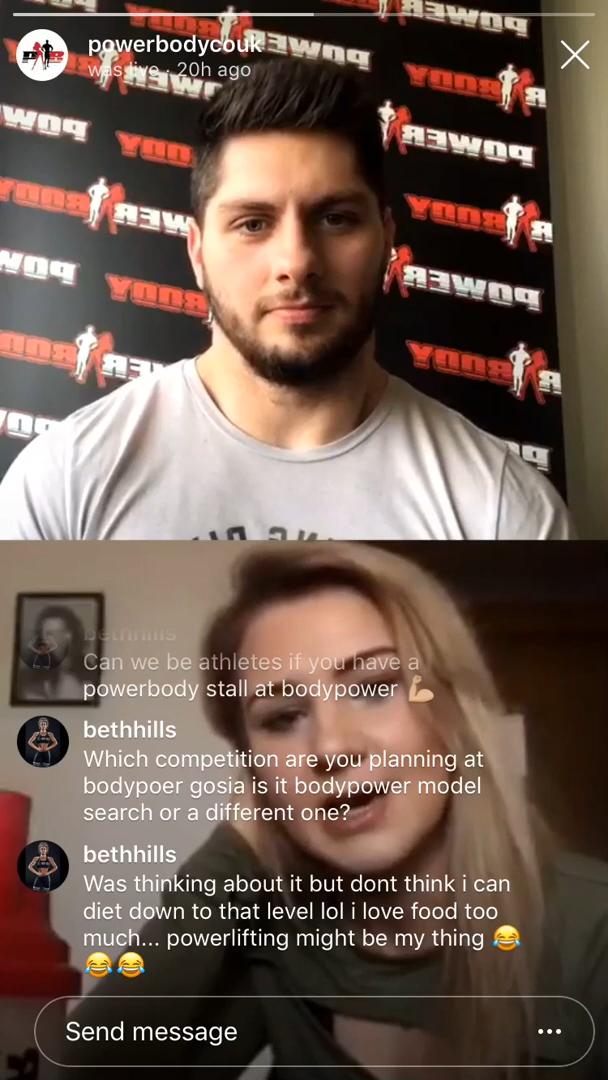 powerbodycouk
was live · 20h ago
POWER
BODY
bethhills
Can we be athletes if you have a
powerbody stall at bodypower 💪
bethhills
Which competition are you planning at
bodypoer gosia is it bodypower model
search or a different one?
bethhills
Was thinking about it but dont think i can
diet down to that level lol i love food too
much... powerlifting might be my thing 😂
😂😂
Send message